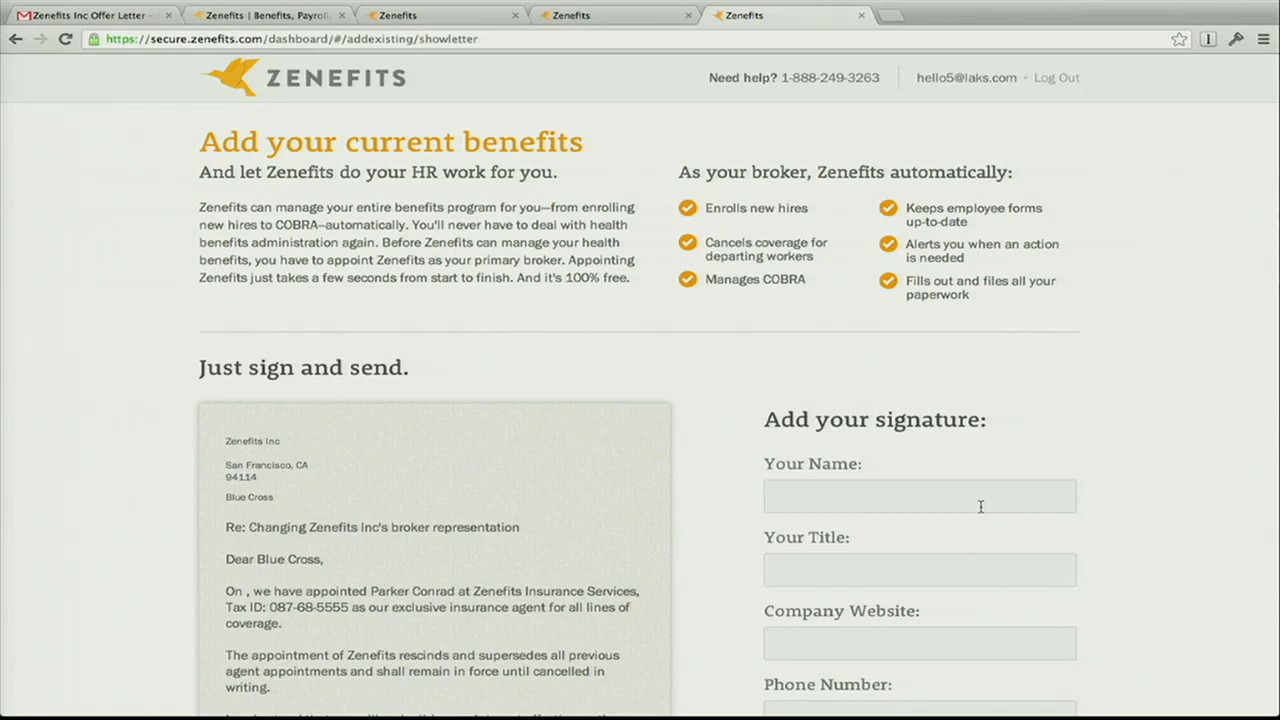 Zenefits Inc Offer Letter -
Zenefits | Benefits, Payroll
Zenefits
Zenefits
Zenefits
https://secure.zenefits.com/dashboard/#/addexisting/showletter
ZENEFITS
Need help? 1-888-249-3263
hello5@laks.com • Log Out
Add your current benefits
And let Zenefits do your HR work for you.
Zenefits can manage your entire benefits program for you—from enrolling
new hires to COBRA—automatically. You'll never have to deal with health
benefits administration again. Before Zenefits can manage your health
benefits, you have to appoint Zenefits as your primary broker. Appointing
Zenefits just takes a few seconds from start to finish. And it's 100% free.
As your broker, Zenefits automatically:
Enrolls new hires
Cancels coverage for
departing workers
Manages COBRA
Keeps employee forms
up-to-date
Alerts you when an action
is needed
Fills out and files all your
paperwork
Just sign and send.
Zenefits Inc
San Francisco, CA
94114
Blue Cross
Re: Changing Zenefits Inc's broker representation
Dear Blue Cross,
On , we have appointed Parker Conrad at Zenefits Insurance Services,
Tax ID: 087-68-5555 as our exclusive insurance agent for all lines of
coverage.
The appointment of Zenefits rescinds and supersedes all previous
agent appointments and shall remain in force until cancelled in
writing.
Add your signature:
Your Name:
Your Title:
Company Website:
Phone Number: